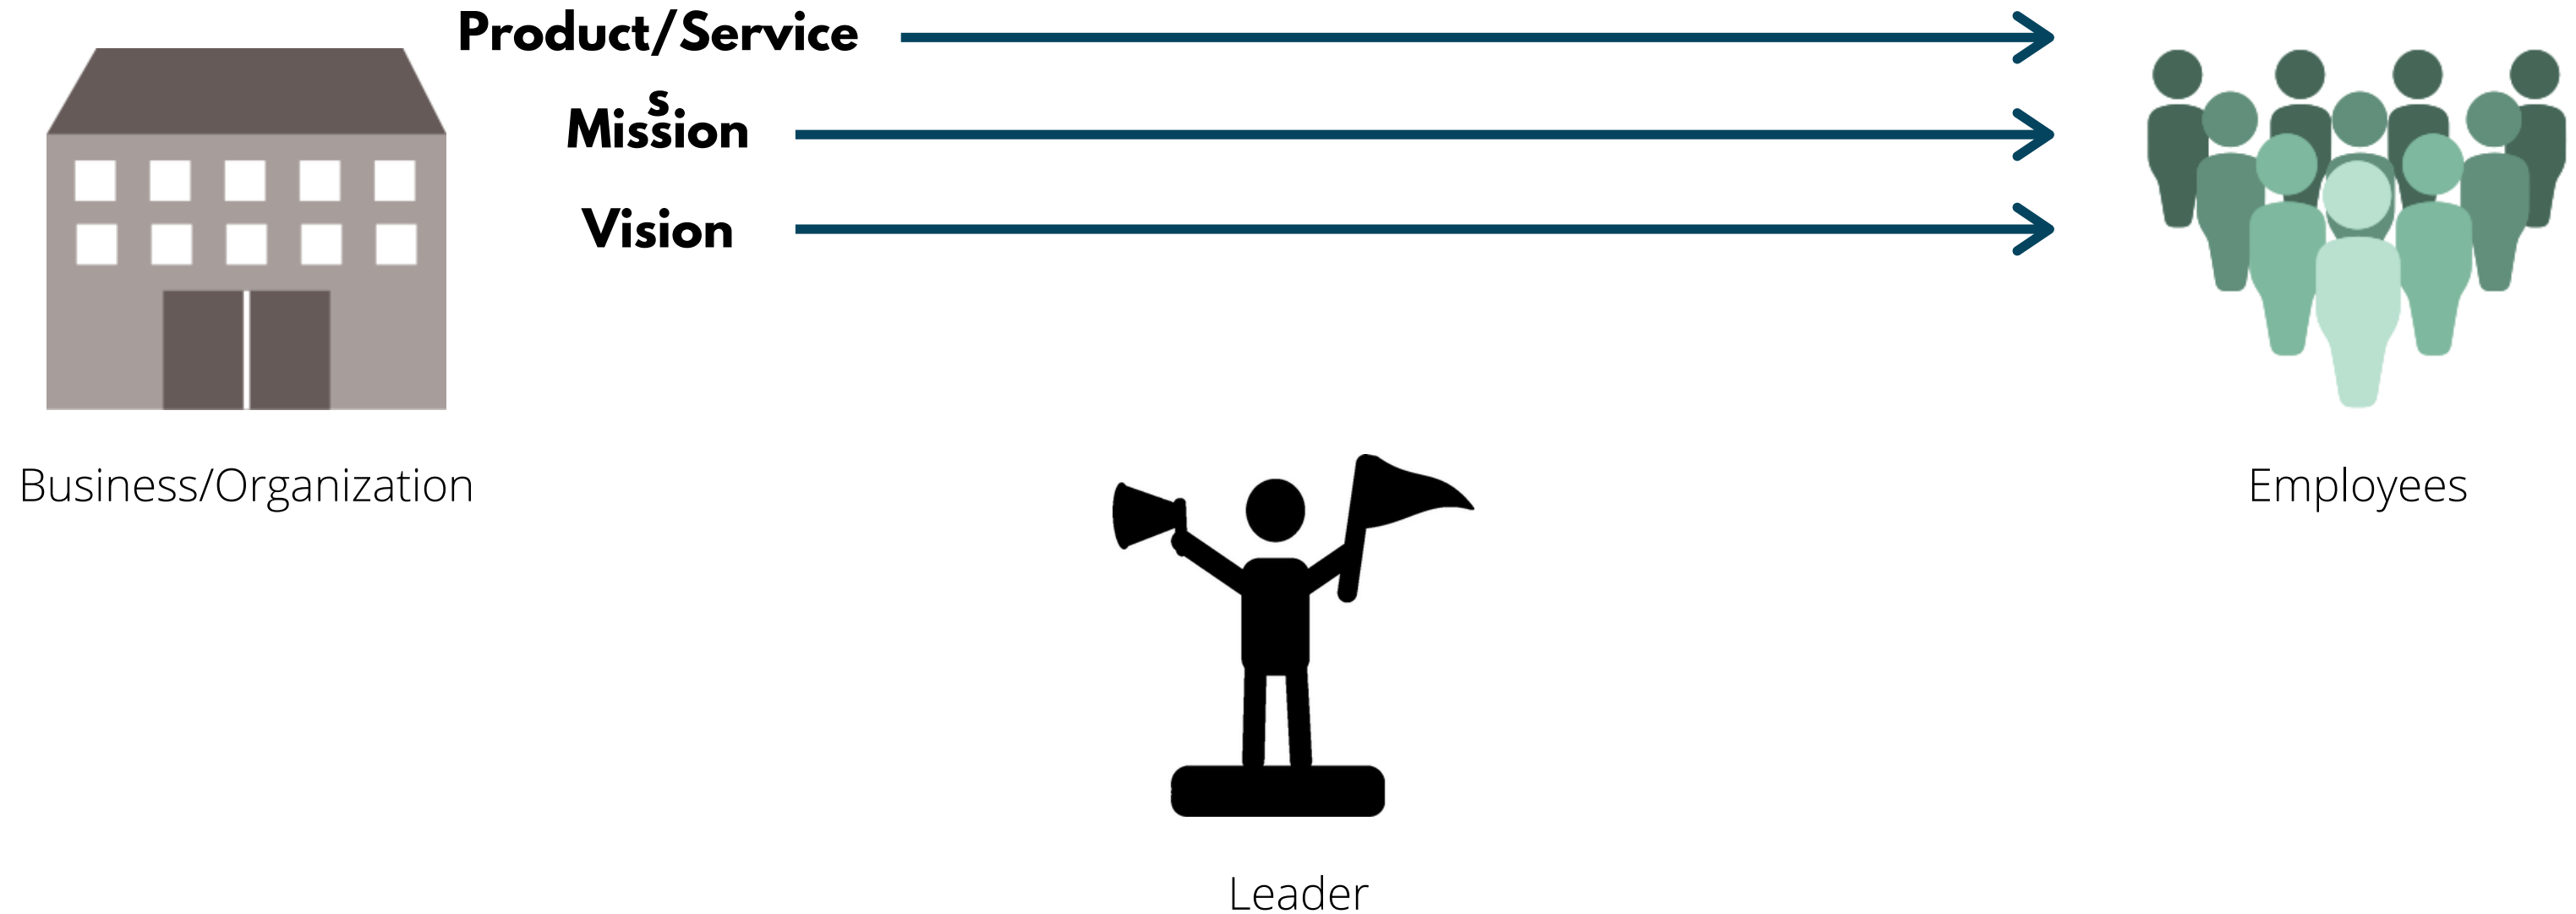 Product/Service
s
Mission
Vision
Business/Organization
Employees
Leader